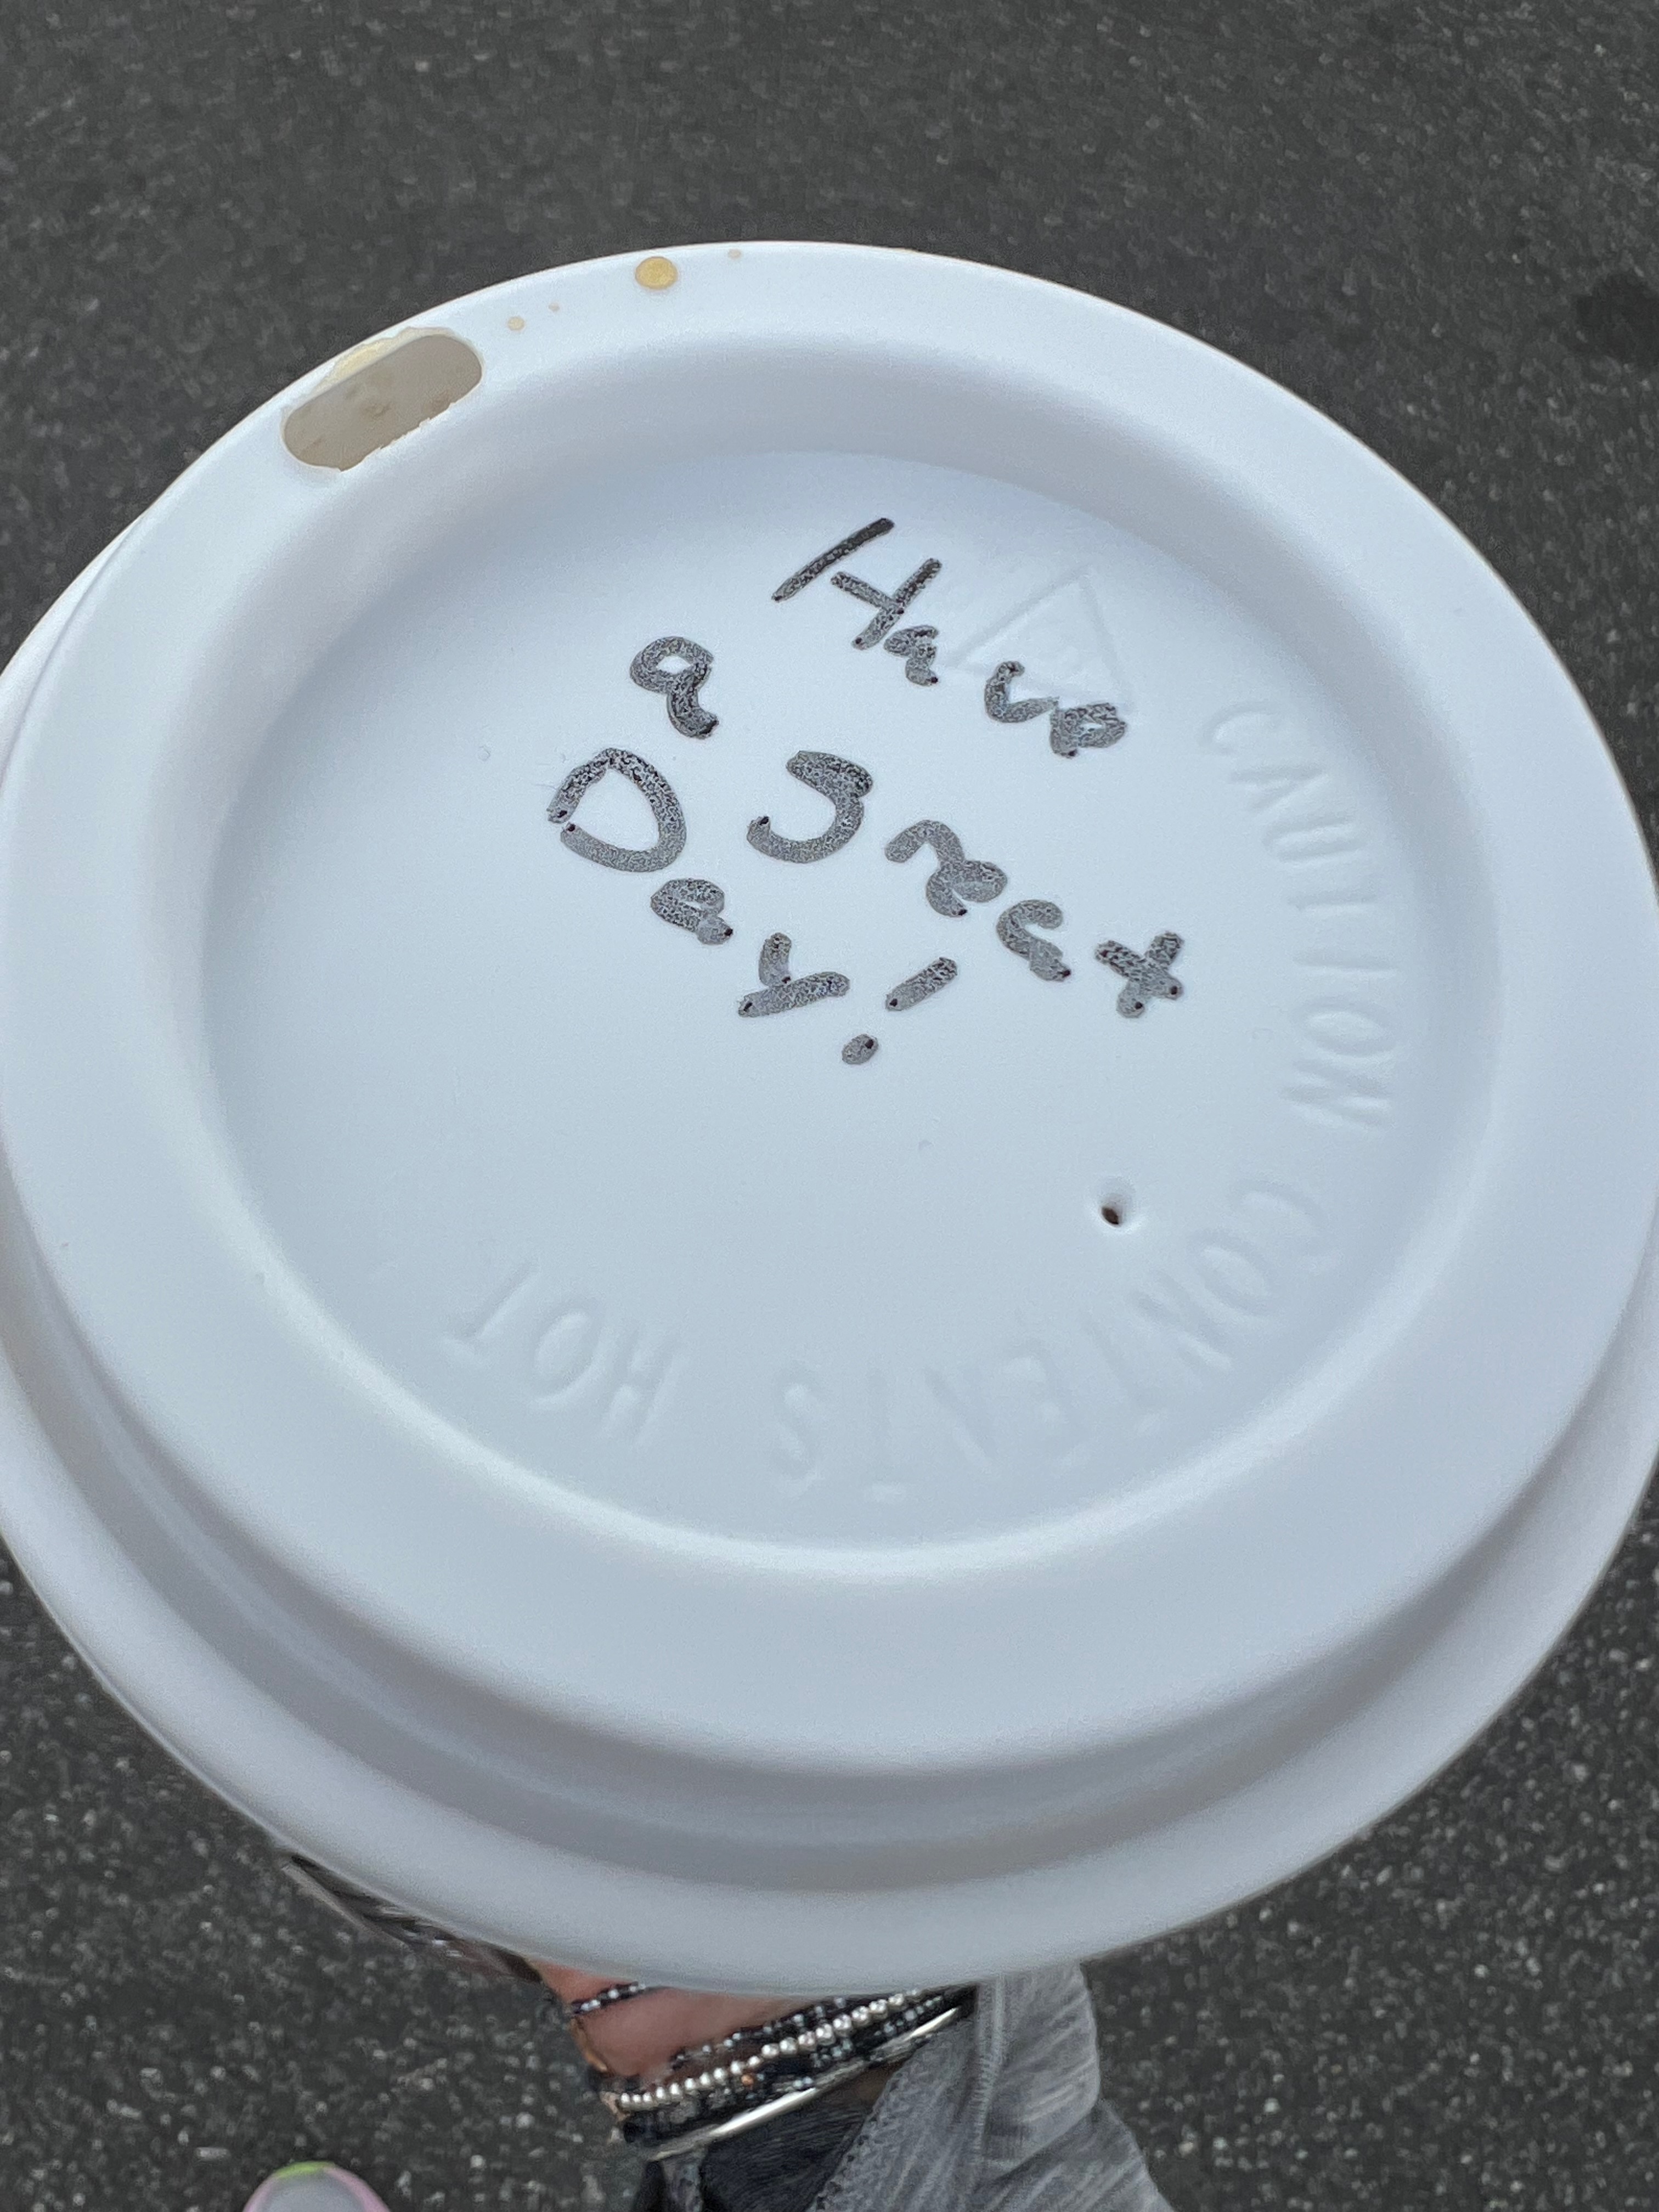 Have
a Great
Day!
CAUTION CONTENTS HOT